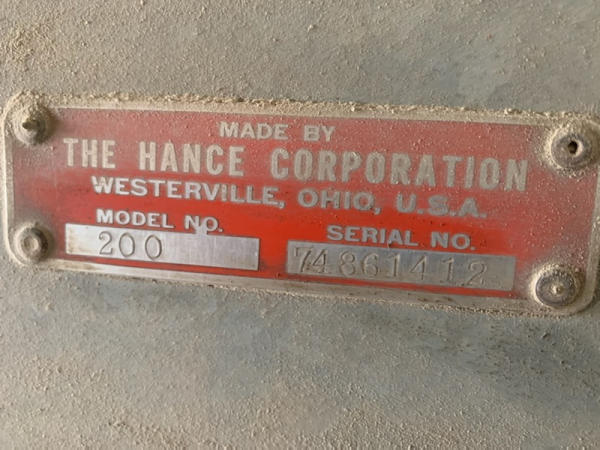 MADE BY
THE HANCE CORPORATION
WESTERVILLE, OHIO, U.S.A.
MODEL NO. SERIAL NO.
200 74861412